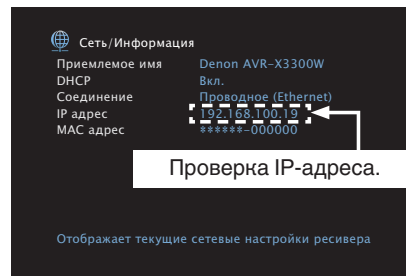 Сеть/Информация
Приемлемое имя Denon AVR-X3300W
DHCP Вкл.
Соединение Проводное (Ethernet)
IP адрес 192.168.100.19
MAC адрес ******-000000
Проверка IP-адреса.
Отображает текущие сетевые настройки ресивера